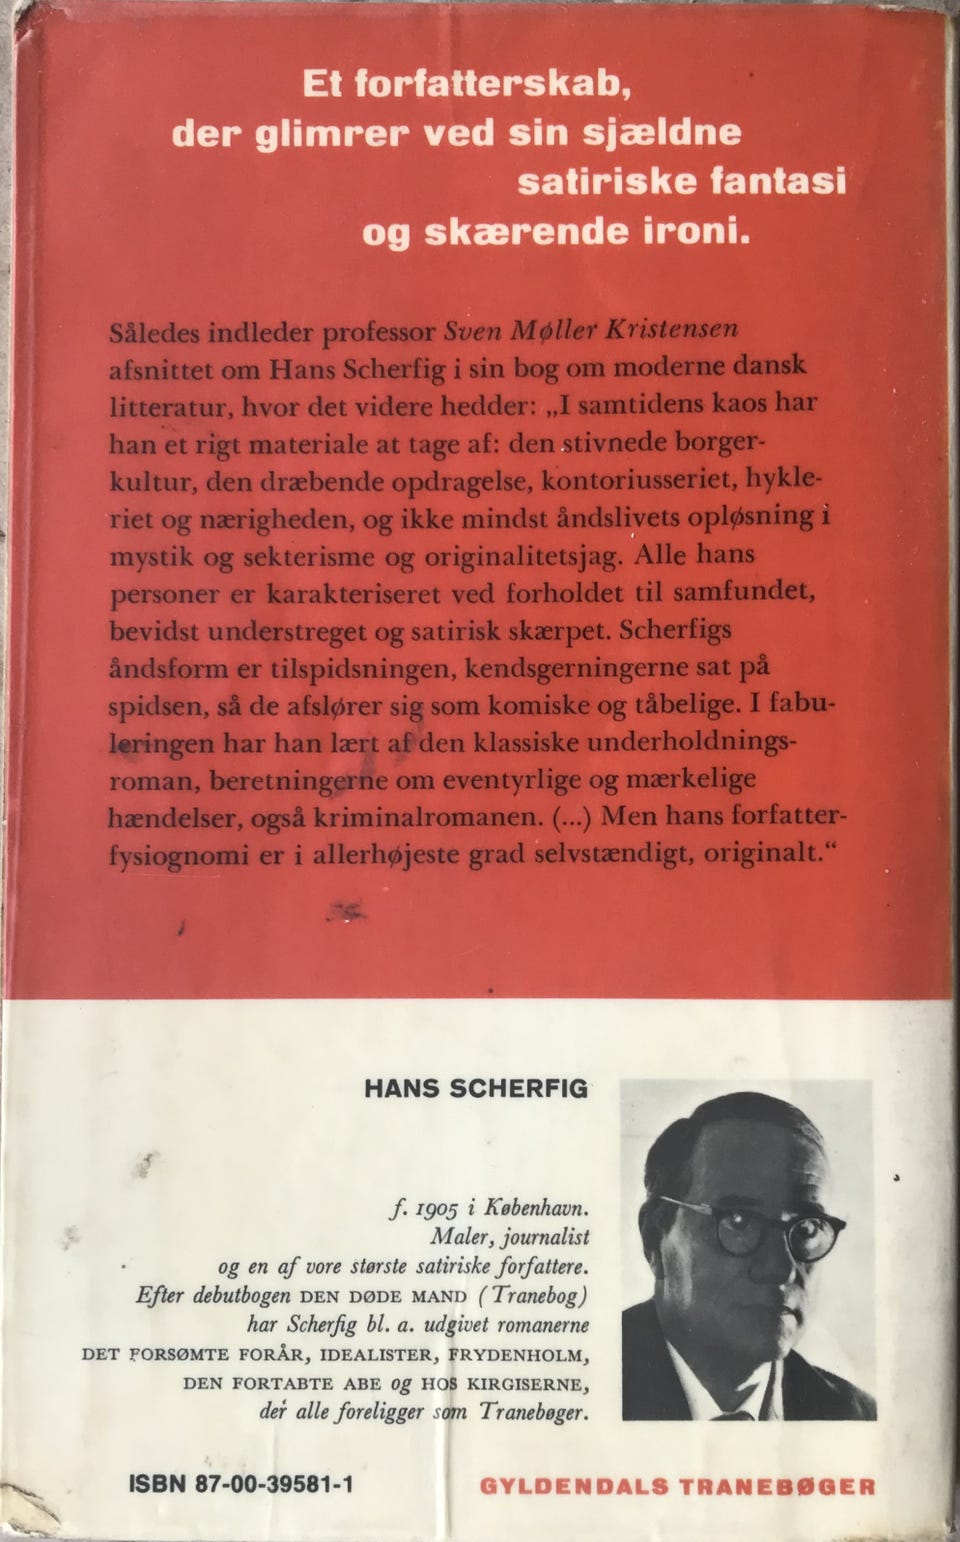 Et forfatterskab,
der glimrer ved sin sjældne
satiriske fantasi
og skærende ironi.
Således indleder professor Sven Møller Kristensen
afsnittet om Hans Scherfig i sin bog om moderne dansk
litteratur, hvor det videre hedder: „I samtidens kaos har
han et rigt materiale at tage af: den stivnede borger-
kultur, den dræbende opdragelse, kontoriusseriet, hykle-
riet og nærigheden, og ikke mindst åndslivets opløsning i
mystik og sekterisme og originalitetsjag. Alle hans
personer er karakteriseret ved forholdet til samfundet,
bevidst understreget og satirisk skærpet. Scherfigs
åndsform er tilspidsningen, kendsgerningerne sat på
spidsen, så de afslører sig som komiske og tåbelige. I fabu-
leringen har han lært af den klassiske underholdnings-
roman, beretningerne om eventyrlige og mærkelige
hændelser, også kriminalromanen. (...) Men hans forfatter-
fysiognomi er i allerhøjeste grad selvstændigt, originalt.“
HANS SCHERFIG
f. 1905 i København.
Maler, journalist
og en af vore største satiriske forfattere.
Efter debutbogen DEN DØDE MAND (Tranebog)
har Scherfig bl. a. udgivet romanerne
DET FORSØMTE FORÅR, IDEALISTER, FRYDENHOLM,
DEN FORTABTE ABE og HOS KIRGISERNE,
der alle foreligger som Tranebøger.
ISBN 87-00-39581-1
GYLDENDALS TRANEBØGER